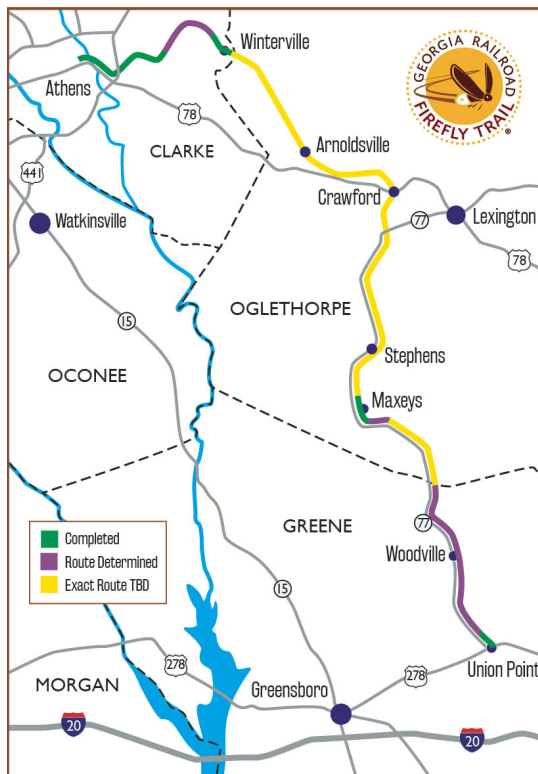 GEORGIA RAILROAD
FIREFLY TRAIL®
Winterville
Athens
78
CLARKE
Arnoldsville
441
Crawford
Watkinsville
77
Lexington
78
OGLETHORPE
15
Stephens
OCONEE
Maxeys
GREENE
77
Completed
Route Determined
Exact Route TBD
Woodville
15
278
Union Point
278
MORGAN
Greensboro
20
20